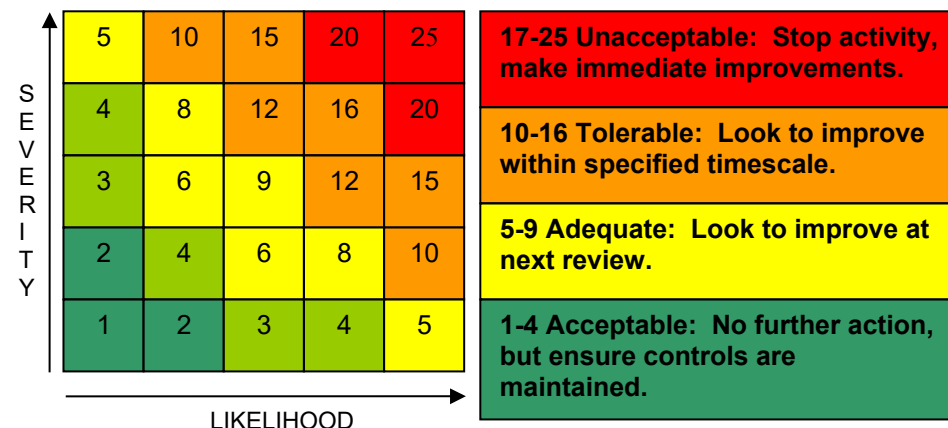 SEVERITY
5 10 15 20 25
4 8 12 16 20
3 6 9 12 15
2 4 6 8 10
1 2 3 4 5
LIKELIHOOD
17-25 Unacceptable: Stop activity,
make immediate improvements.
10-16 Tolerable: Look to improve
within specified timescale.
5-9 Adequate: Look to improve at
next review.
1-4 Acceptable: No further action,
but ensure controls are
maintained.